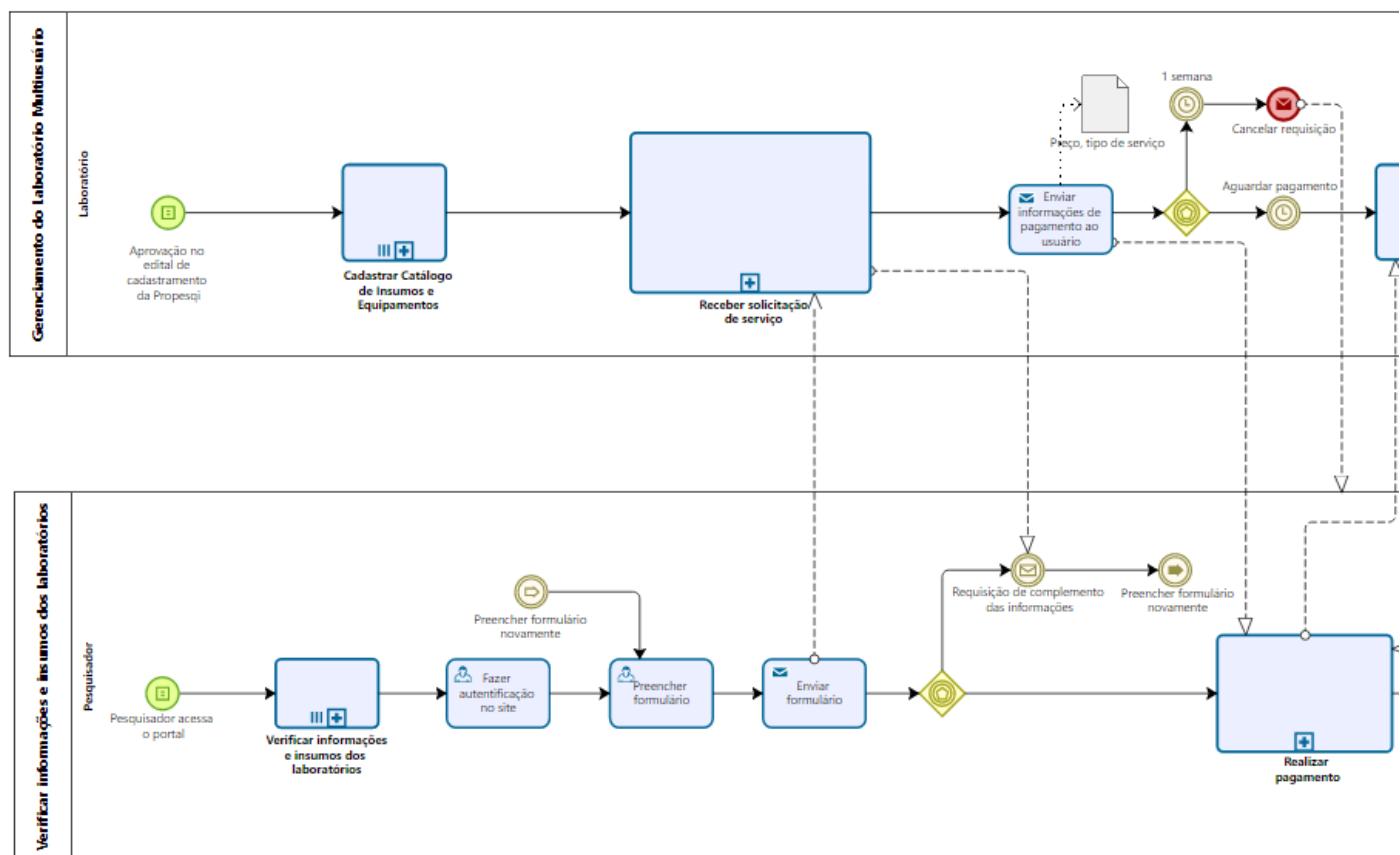 Gerenciamento do Laboratório Multiusuário
Laboratório
Aprovação no
edital de
cadastramento
da Propesqi
Cadastrar Catálogo
de Insumos e
Equipamentos
Receber solicitação
de serviço
Enviar
informações de
pagamento ao
usuário
Preço, tipo de serviço
1 semana
Cancelar requisição
Aguardar pagamento
Verificar informações e insumos dos laboratórios
Pesquisador
Pesquisador acessa
o portal
Verificar informações
e insumos dos
laboratórios
Fazer
autentificação
no site
Preencher formulário
novamente
Preencher
formulário
Enviar
formulário
Requisição de complemento
das informações
Preencher formulário
novamente
Realizar
pagamento